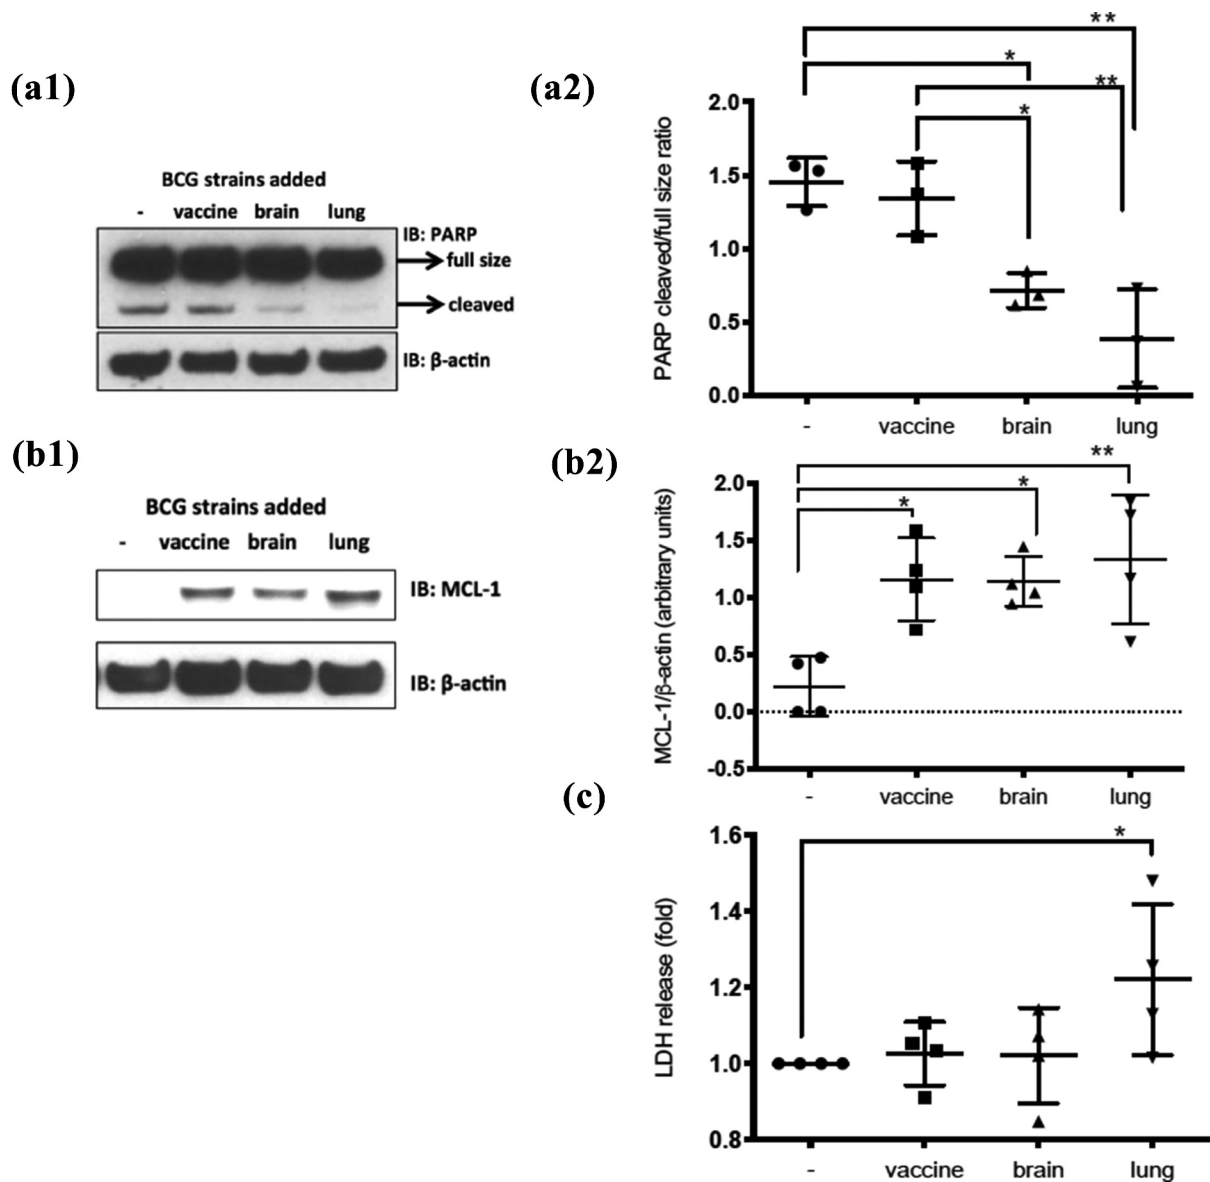 (a1)
BCG strains added
- vaccine brain lung
IB: PARP
full size
cleaved
IB: β-actin
(a2)
** 
*
**
*
PARP cleaved/full size ratio
2.0
1.5
1.0
0.5
0.0
- vaccine brain lung
(b1)
BCG strains added
- vaccine brain lung
IB: MCL-1
IB: β-actin
(b2)
**
*
*
MCL-1/β-actin (arbitrary units)
2.0
1.5
1.0
0.5
0.0
-0.5
- vaccine brain lung
(c)
*
LDH release (fold)
1.6
1.4
1.2
1.0
0.8
- vaccine brain lung